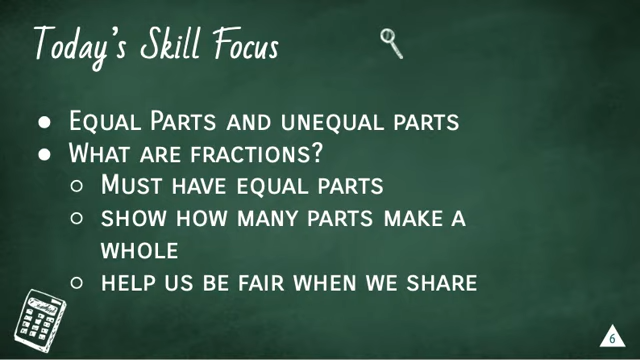 Today's Skill Focus
● Equal Parts and unequal parts
● What are fractions?
○ Must have equal parts
○ show how many parts make a
whole
○ help us be fair when we share
6